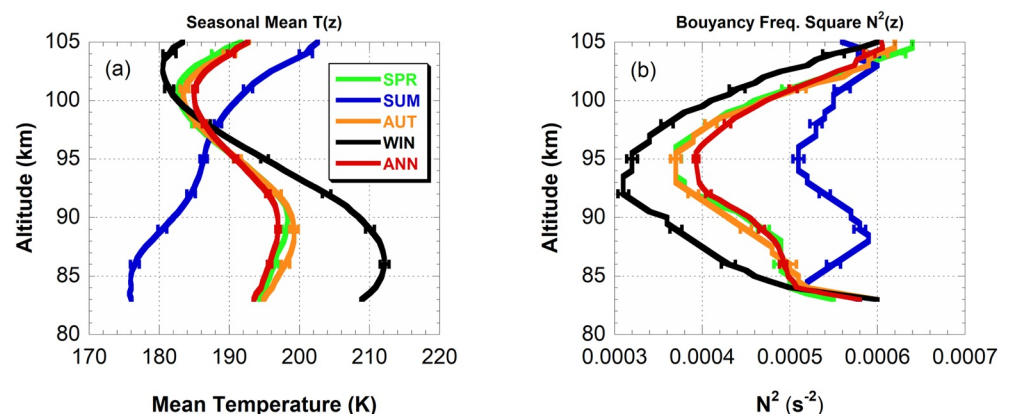 Seasonal Mean T(z)
105
100
95
90
85
80
Altitude (km)
(a)
SPR
SUM
AUT
WIN
ANN
170 180 190 200 210 220
Mean Temperature (K)
Bouyancy Freq. Square N²(z)
105
100
95
90
85
80
Altitude (km)
(b)
0.0003 0.0004 0.0005 0.0006 0.0007
N² (s⁻²)